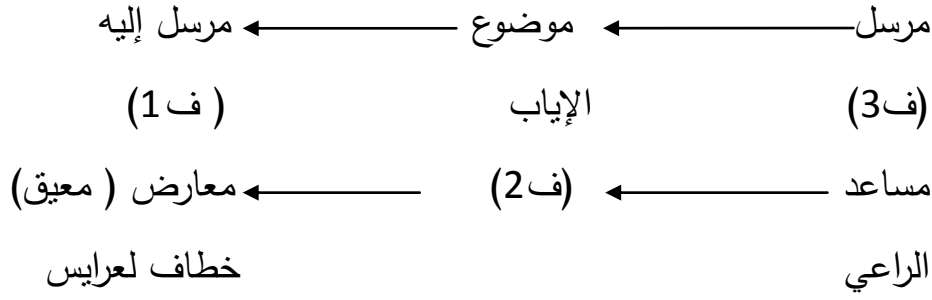 مرسل موضوع مرسل إليه
(ف3) الإياب ( ف1)
مساعد (ف2) معارض ( معيق)
الراعي خطاف لعرايس